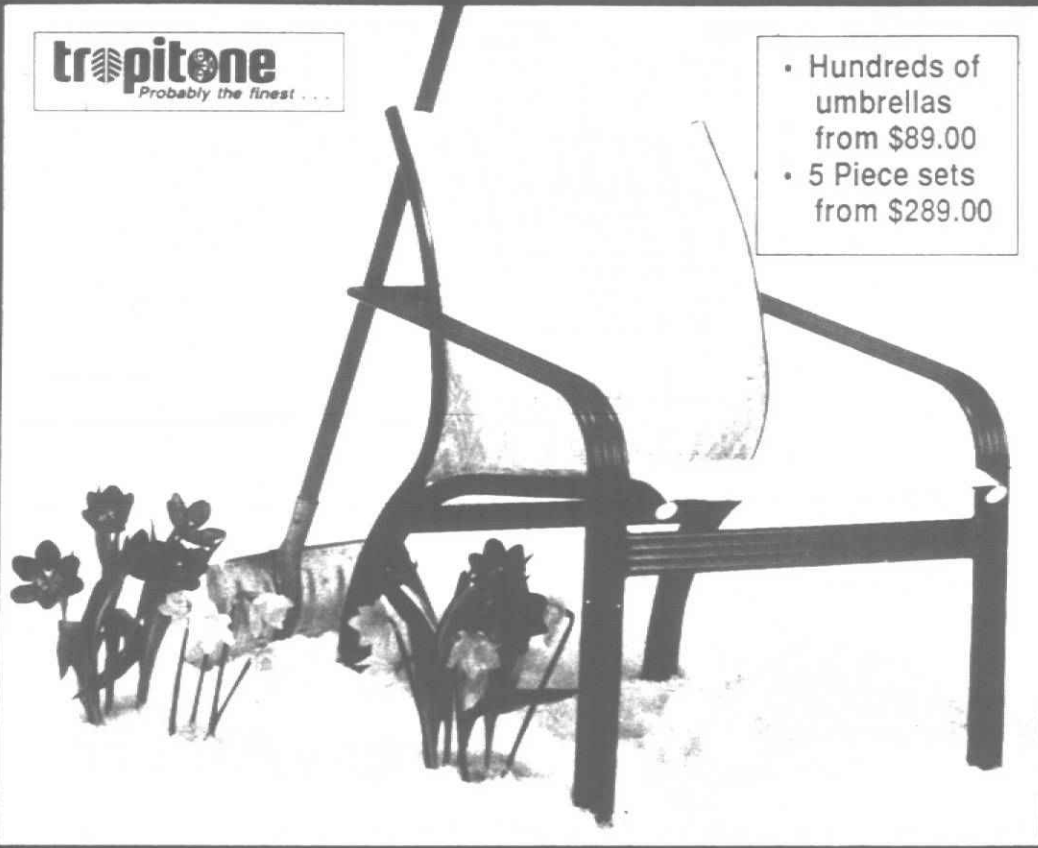 tropitone
Probably the finest . . .
• Hundreds of
umbrellas
from $89.00
• 5 Piece sets
from $289.00